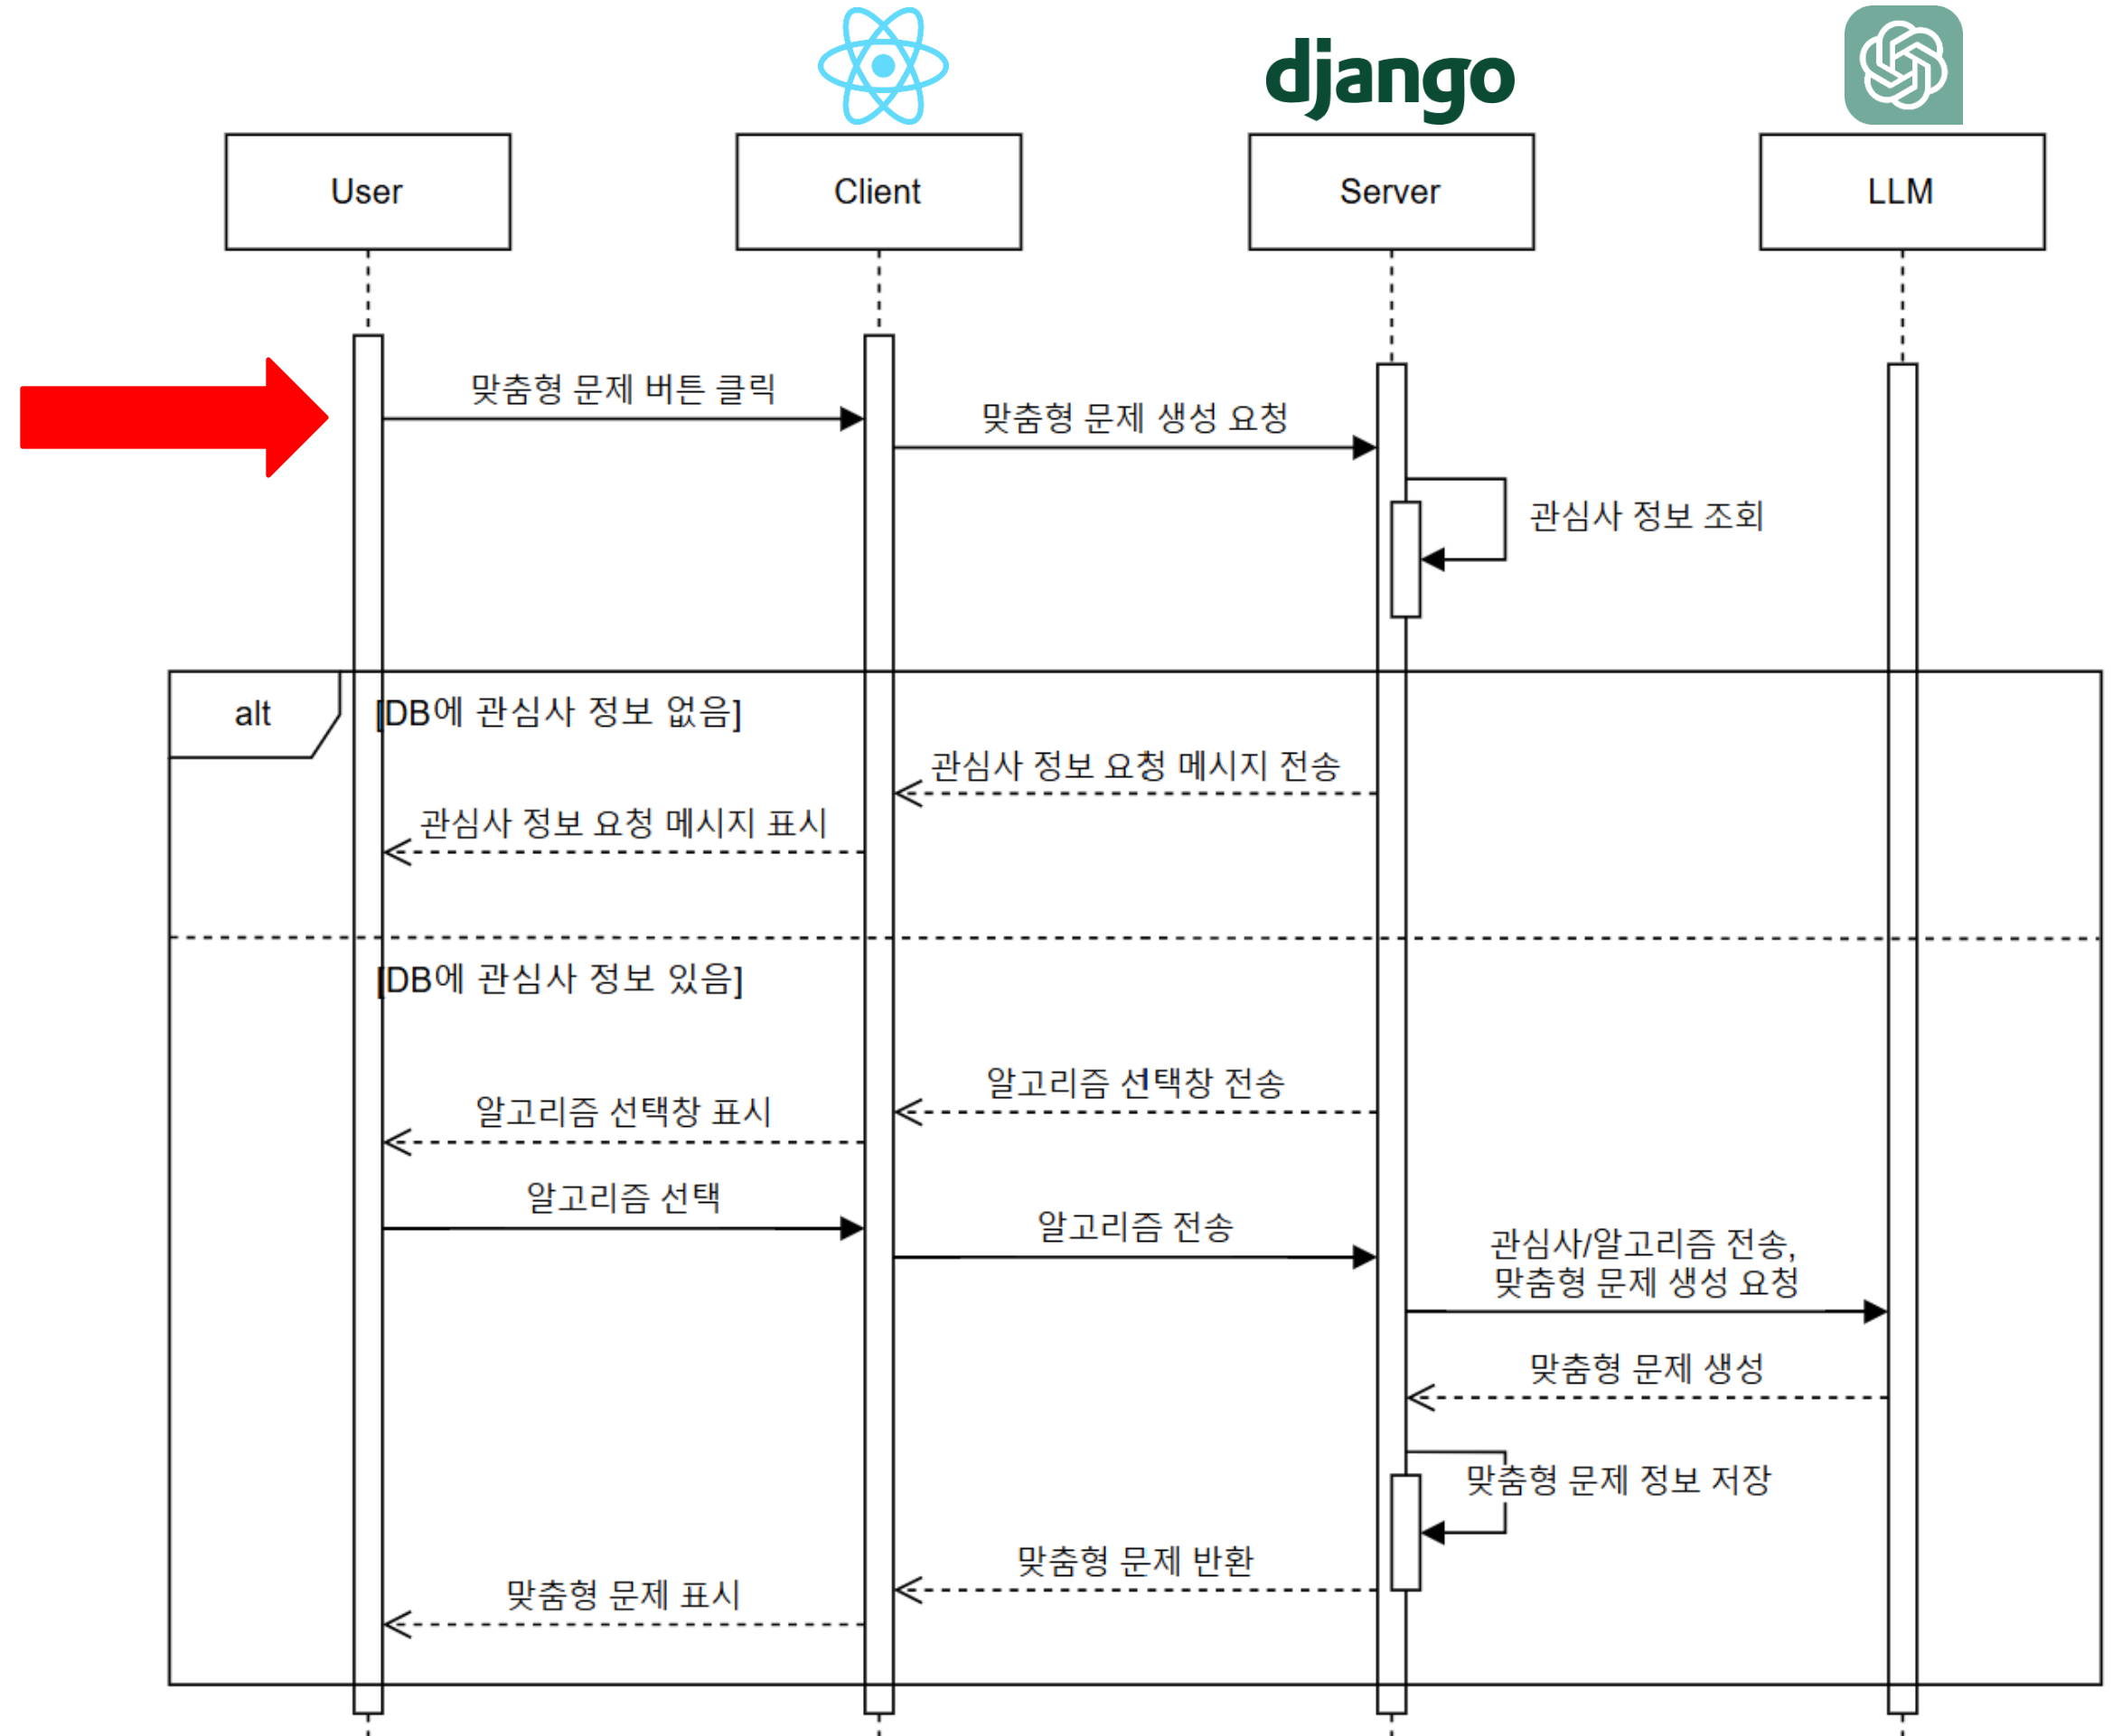 django
User
Client
Server
LLM
맞춤형 문제 버튼 클릭
맞춤형 문제 생성 요청
관심사 정보 조회
alt
[DB에 관심사 정보 없음]
관심사 정보 요청 메시지 전송
관심사 정보 요청 메시지 표시
[DB에 관심사 정보 있음]
알고리즘 선택창 전송
알고리즘 선택창 표시
알고리즘 선택
알고리즘 전송
관심사/알고리즘 전송,
맞춤형 문제 생성 요청
맞춤형 문제 생성
맞춤형 문제 정보 저장
맞춤형 문제 반환
맞춤형 문제 표시